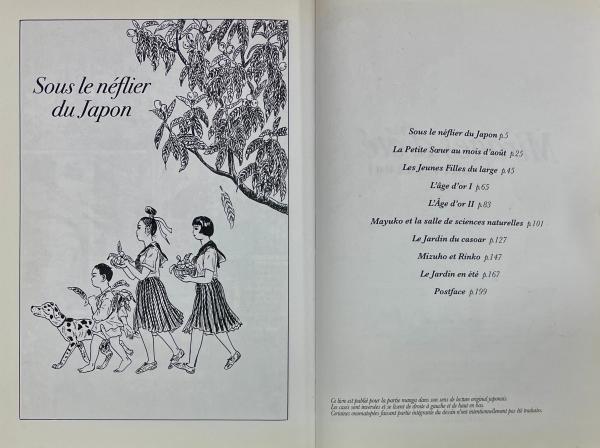 Sous le néflier
du Japon
Sous le néflier du Japon p.5
La Petite Sœur au mois d'août p.25
Les Jeunes Filles du large p.45
L'âge d'or I p.65
L'Âge d'or II p.83
Mayuko et la salle de sciences naturelles p.101
Le Jardin du casoar p.127
Mizuho et Rinko p.147
Le Jardin en été p.167
Postface p.199
Ce livre est publié pour la partie manga dans son sens de lecture original japonais.
Les cases sont inversées et se lisent de droite à gauche et de haut en bas.
Certaines onomatopées faisant partie intégrante du dessin n'ont intentionnellement pas été traduites.